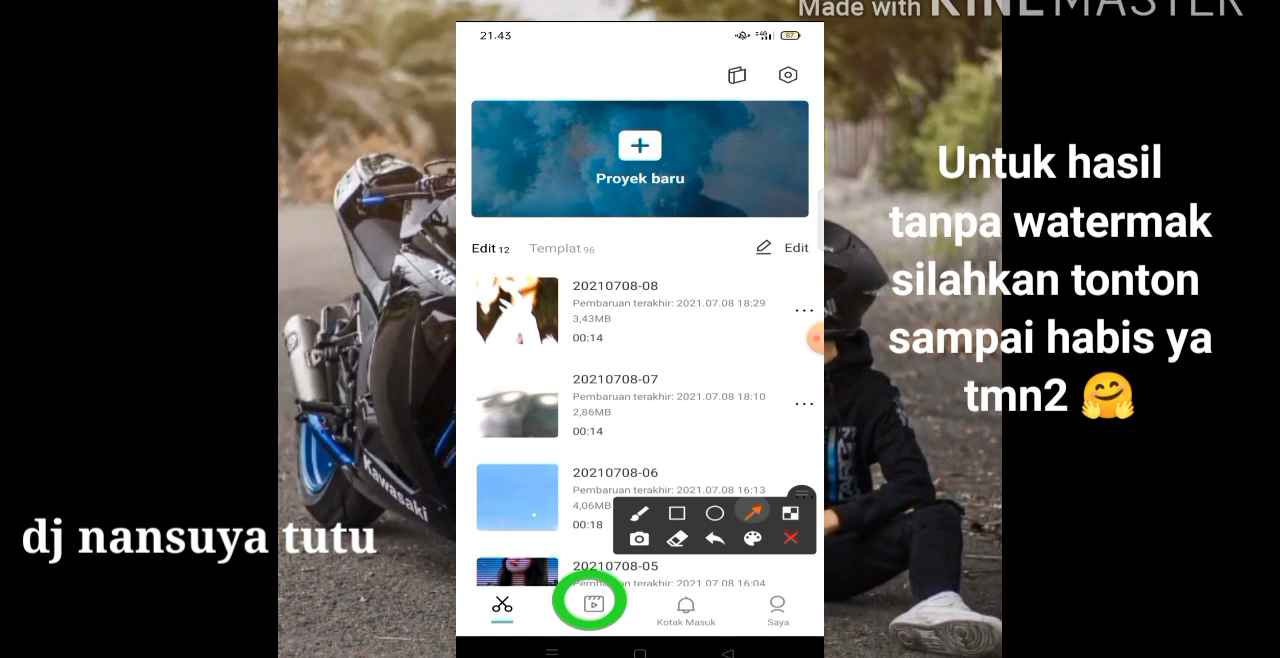 Made with KINEMASTER
21.43
4G
87
Proyek baru
Edit 12
Templat 96
Edit
20210708-08
Pembaruan terakhir: 2021.07.08 18:29
3,43MB
00:14
20210708-07
Pembaruan terakhir: 2021.07.08 18:10
2,86MB
00:14
20210708-06
Pembaruan terakhir: 2021.07.08 16:13
4,06MB
00:18
20210708-05
Pembaruan terakhir: 2021.07.08 16:04
Kotak Masuk
Saya
Untuk hasil
tanpa watermak
silahkan tonton
sampai habis ya
tmn2 🤗
Kawasaki
dj nansuya tutu